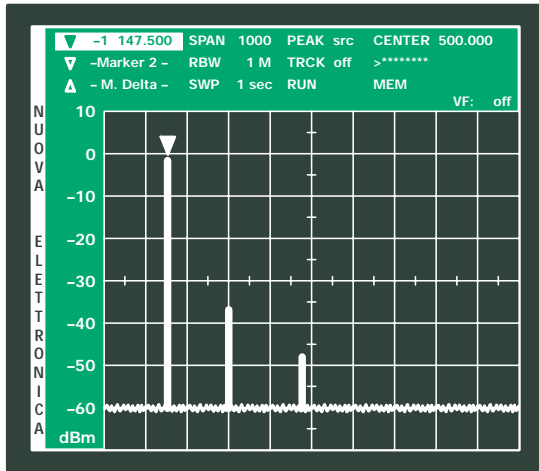 –1 147.500 SPAN 1000 PEAK src CENTER 500.000
–Marker 2 – RBW 1 M TRCK off >********
– M. Delta – SWP 1 sec RUN MEM
VF: off
NUOVA ELETTRONICA
10
0
–10
–20
–30
–40
–50
–60
dBm